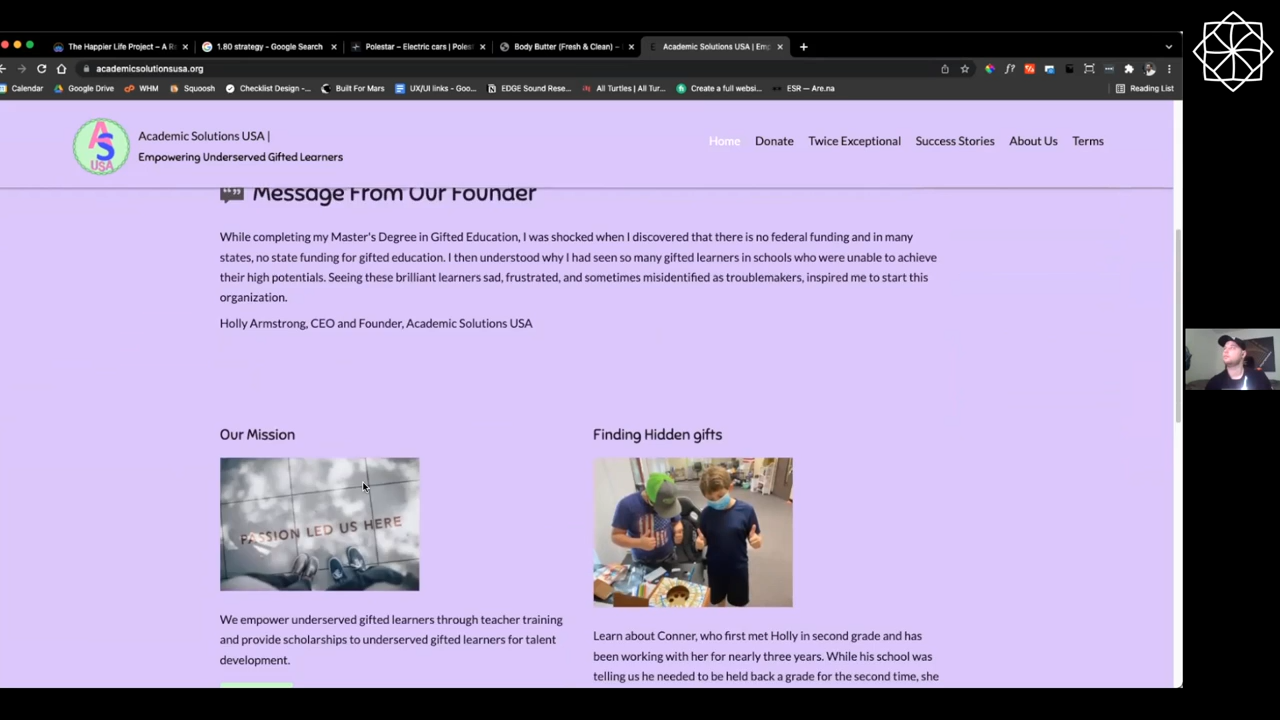 The Happier Life Project – A R
1.80 strategy - Google Search
Polestar – Electric cars | Poles
Body Butter (Fresh & Clean) –
Academic Solutions USA | Em
academicsolutionsusa.org
Calendar
Google Drive
WHM
Squoosh
Checklist Design -...
Built For Mars
UX/UI links - Goo...
EDGE Sound Rese...
All Turtles | All Tur...
Create a full websi...
ESR — Are.na
Reading List
AS
USA
Academic Solutions USA |
Empowering Underserved Gifted Learners
Home
Donate
Twice Exceptional
Success Stories
About Us
Terms
Message From Our Founder
While completing my Master's Degree in Gifted Education, I was shocked when I discovered that there is no federal funding and in many
states, no state funding for gifted education. I then understood why I had seen so many gifted learners in schools who were unable to achieve
their high potentials. Seeing these brilliant learners sad, frustrated, and sometimes misidentified as troublemakers, inspired me to start this
organization.
Holly Armstrong, CEO and Founder, Academic Solutions USA
Our Mission
PASSION LED US HERE
We empower underserved gifted learners through teacher training
and provide scholarships to underserved gifted learners for talent
development.
Finding Hidden gifts
Learn about Conner, who first met Holly in second grade and has
been working with her for nearly three years. While his school was
telling us he needed to be held back a grade for the second time, she